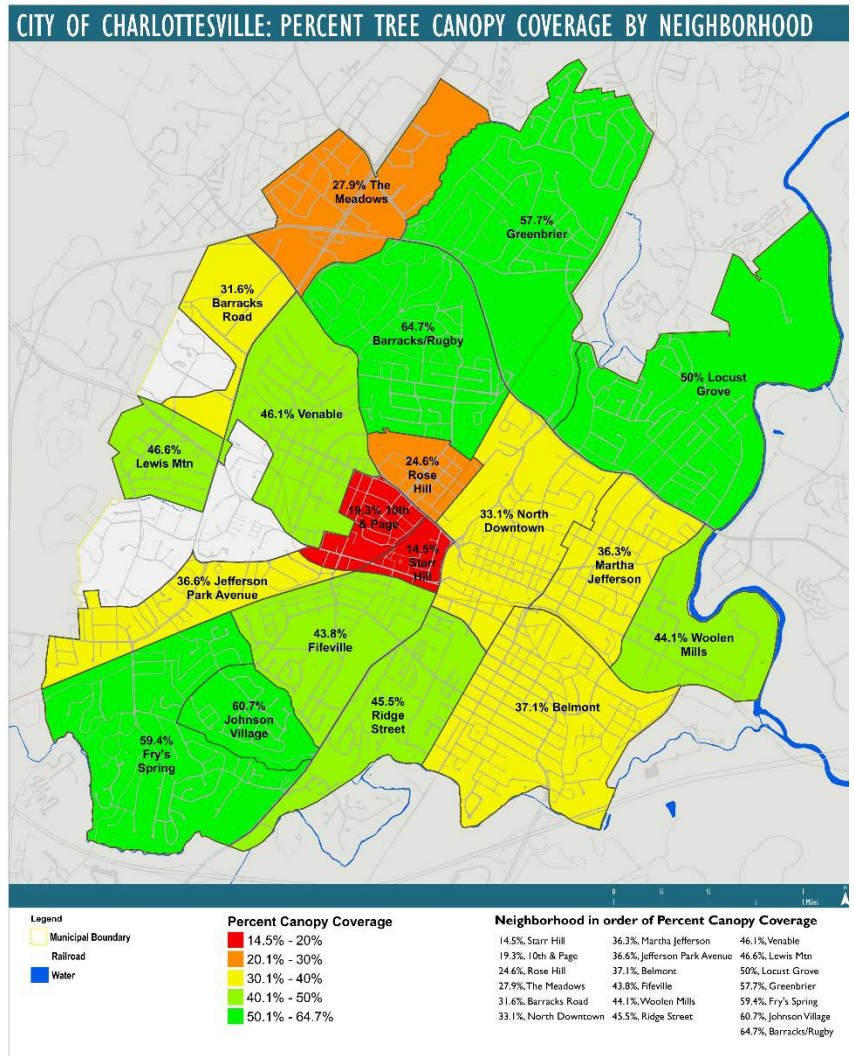 CITY OF CHARLOTTESVILLE: PERCENT TREE CANOPY COVERAGE BY NEIGHBORHOOD
27.9% The
Meadows
57.7%
Greenbrier
31.6%
Barracks
Road
64.7%
Barracks/Rugby
50% Locust
Grove
46.1% Venable
46.6%
Lewis Mtn
24.6%
Rose
Hill
19.3% 10th
& Page
33.1% North
Downtown
14.5%
Starr
Hill
36.3%
Martha
Jefferson
36.6% Jefferson
Park Avenue
43.8%
Fifeville
44.1% Woolen
Mills
45.5%
Ridge
Street
37.1% Belmont
60.7%
Johnson
Village
59.4%
Fry's
Spring
Miles
Legend
Municipal Boundary
Railroad
Water
Percent Canopy Coverage
14.5% - 20%
20.1% - 30%
30.1% - 40%
40.1% - 50%
50.1% - 64.7%
Neighborhood in order of Percent Canopy Coverage
14.5%, Starr Hill
19.3%, 10th & Page
24.6%, Rose Hill
27.9%, The Meadows
31.6%, Barracks Road
33.1%, North Downtown
36.3%, Martha Jefferson
36.6%, Jefferson Park Avenue
37.1%, Belmont
43.8%, Fifeville
44.1%, Woolen Mills
45.5%, Ridge Street
46.1%, Venable
46.6%, Lewis Mtn
50%, Locust Grove
57.7%, Greenbrier
59.4%, Fry's Spring
60.7%, Johnson Village
64.7%, Barracks/Rugby